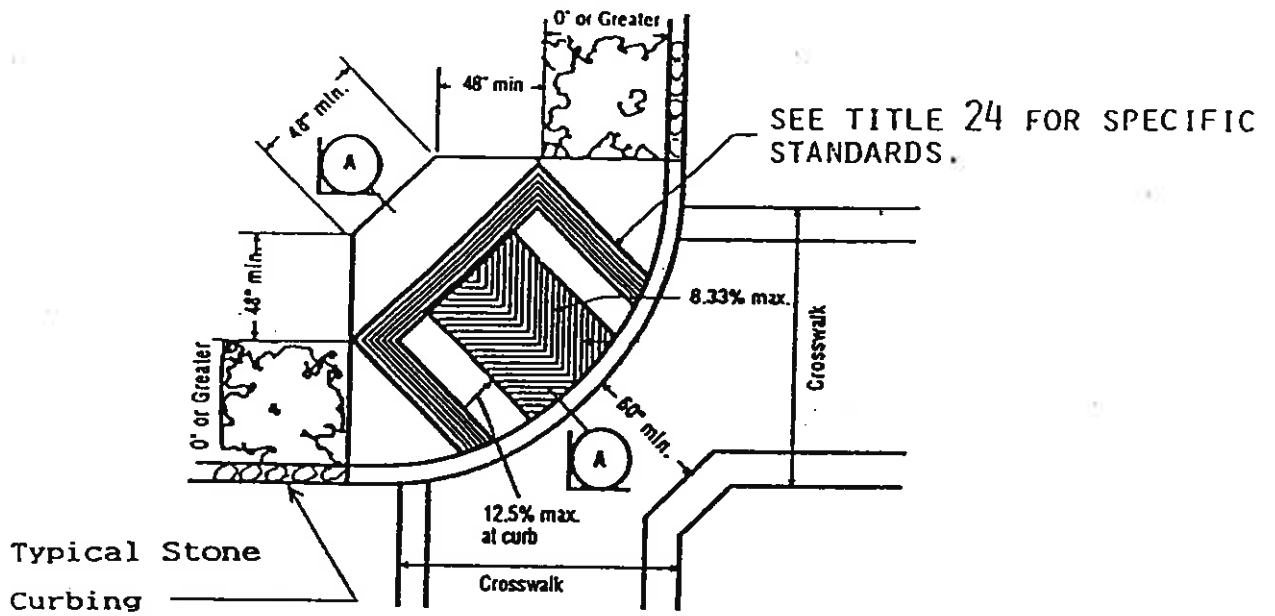 0" or Greater
48" min
48" min.
A
SEE TITLE 24 FOR SPECIFIC
STANDARDS.
48" min.
8.33% max.
Crosswalk
0" or Greater
60" min.
A
12.5% max.
at curb
Typical Stone
Curbing
Crosswalk